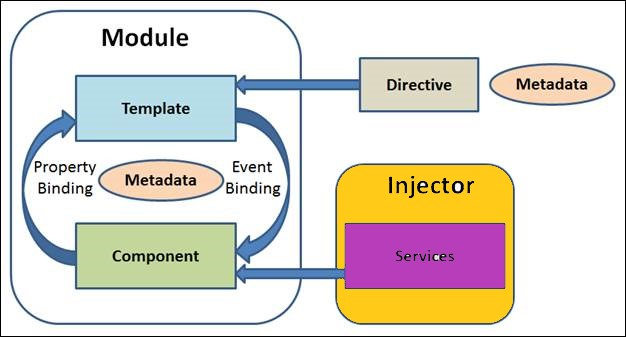 Module
Template
Directive
Metadata
Property
Binding
Metadata
Event
Binding
Injector
Component
Services